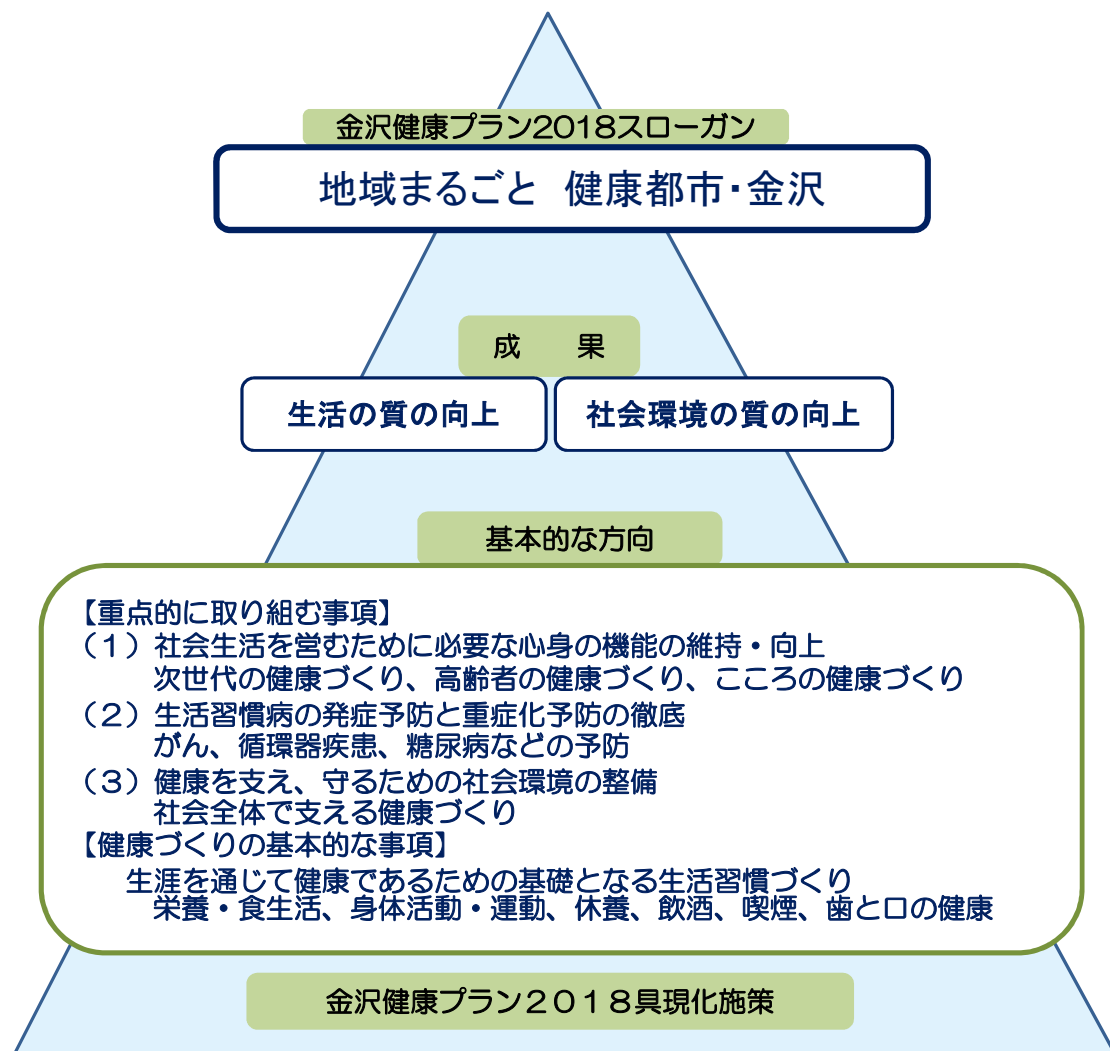 金沢健康プラン2018スローガン
地域まるごと　健康都市・金沢
成　　果
生活の質の向上
社会環境の質の向上
基本的な方向
【重点的に取り組む事項】
（１）社会生活を営むために必要な心身の機能の維持・向上
次世代の健康づくり、高齢者の健康づくり、こころの健康づくり
（２）生活習慣病の発症予防と重症化予防の徹底
がん、循環器疾患、糖尿病などの予防
（３）健康を支え、守るための社会環境の整備
社会全体で支える健康づくり
【健康づくりの基本的な事項】
生涯を通じて健康であるための基礎となる生活習慣づくり
栄養・食生活、身体活動・運動、休養、飲酒、喫煙、歯と口の健康
金沢健康プラン２０１８具現化施策